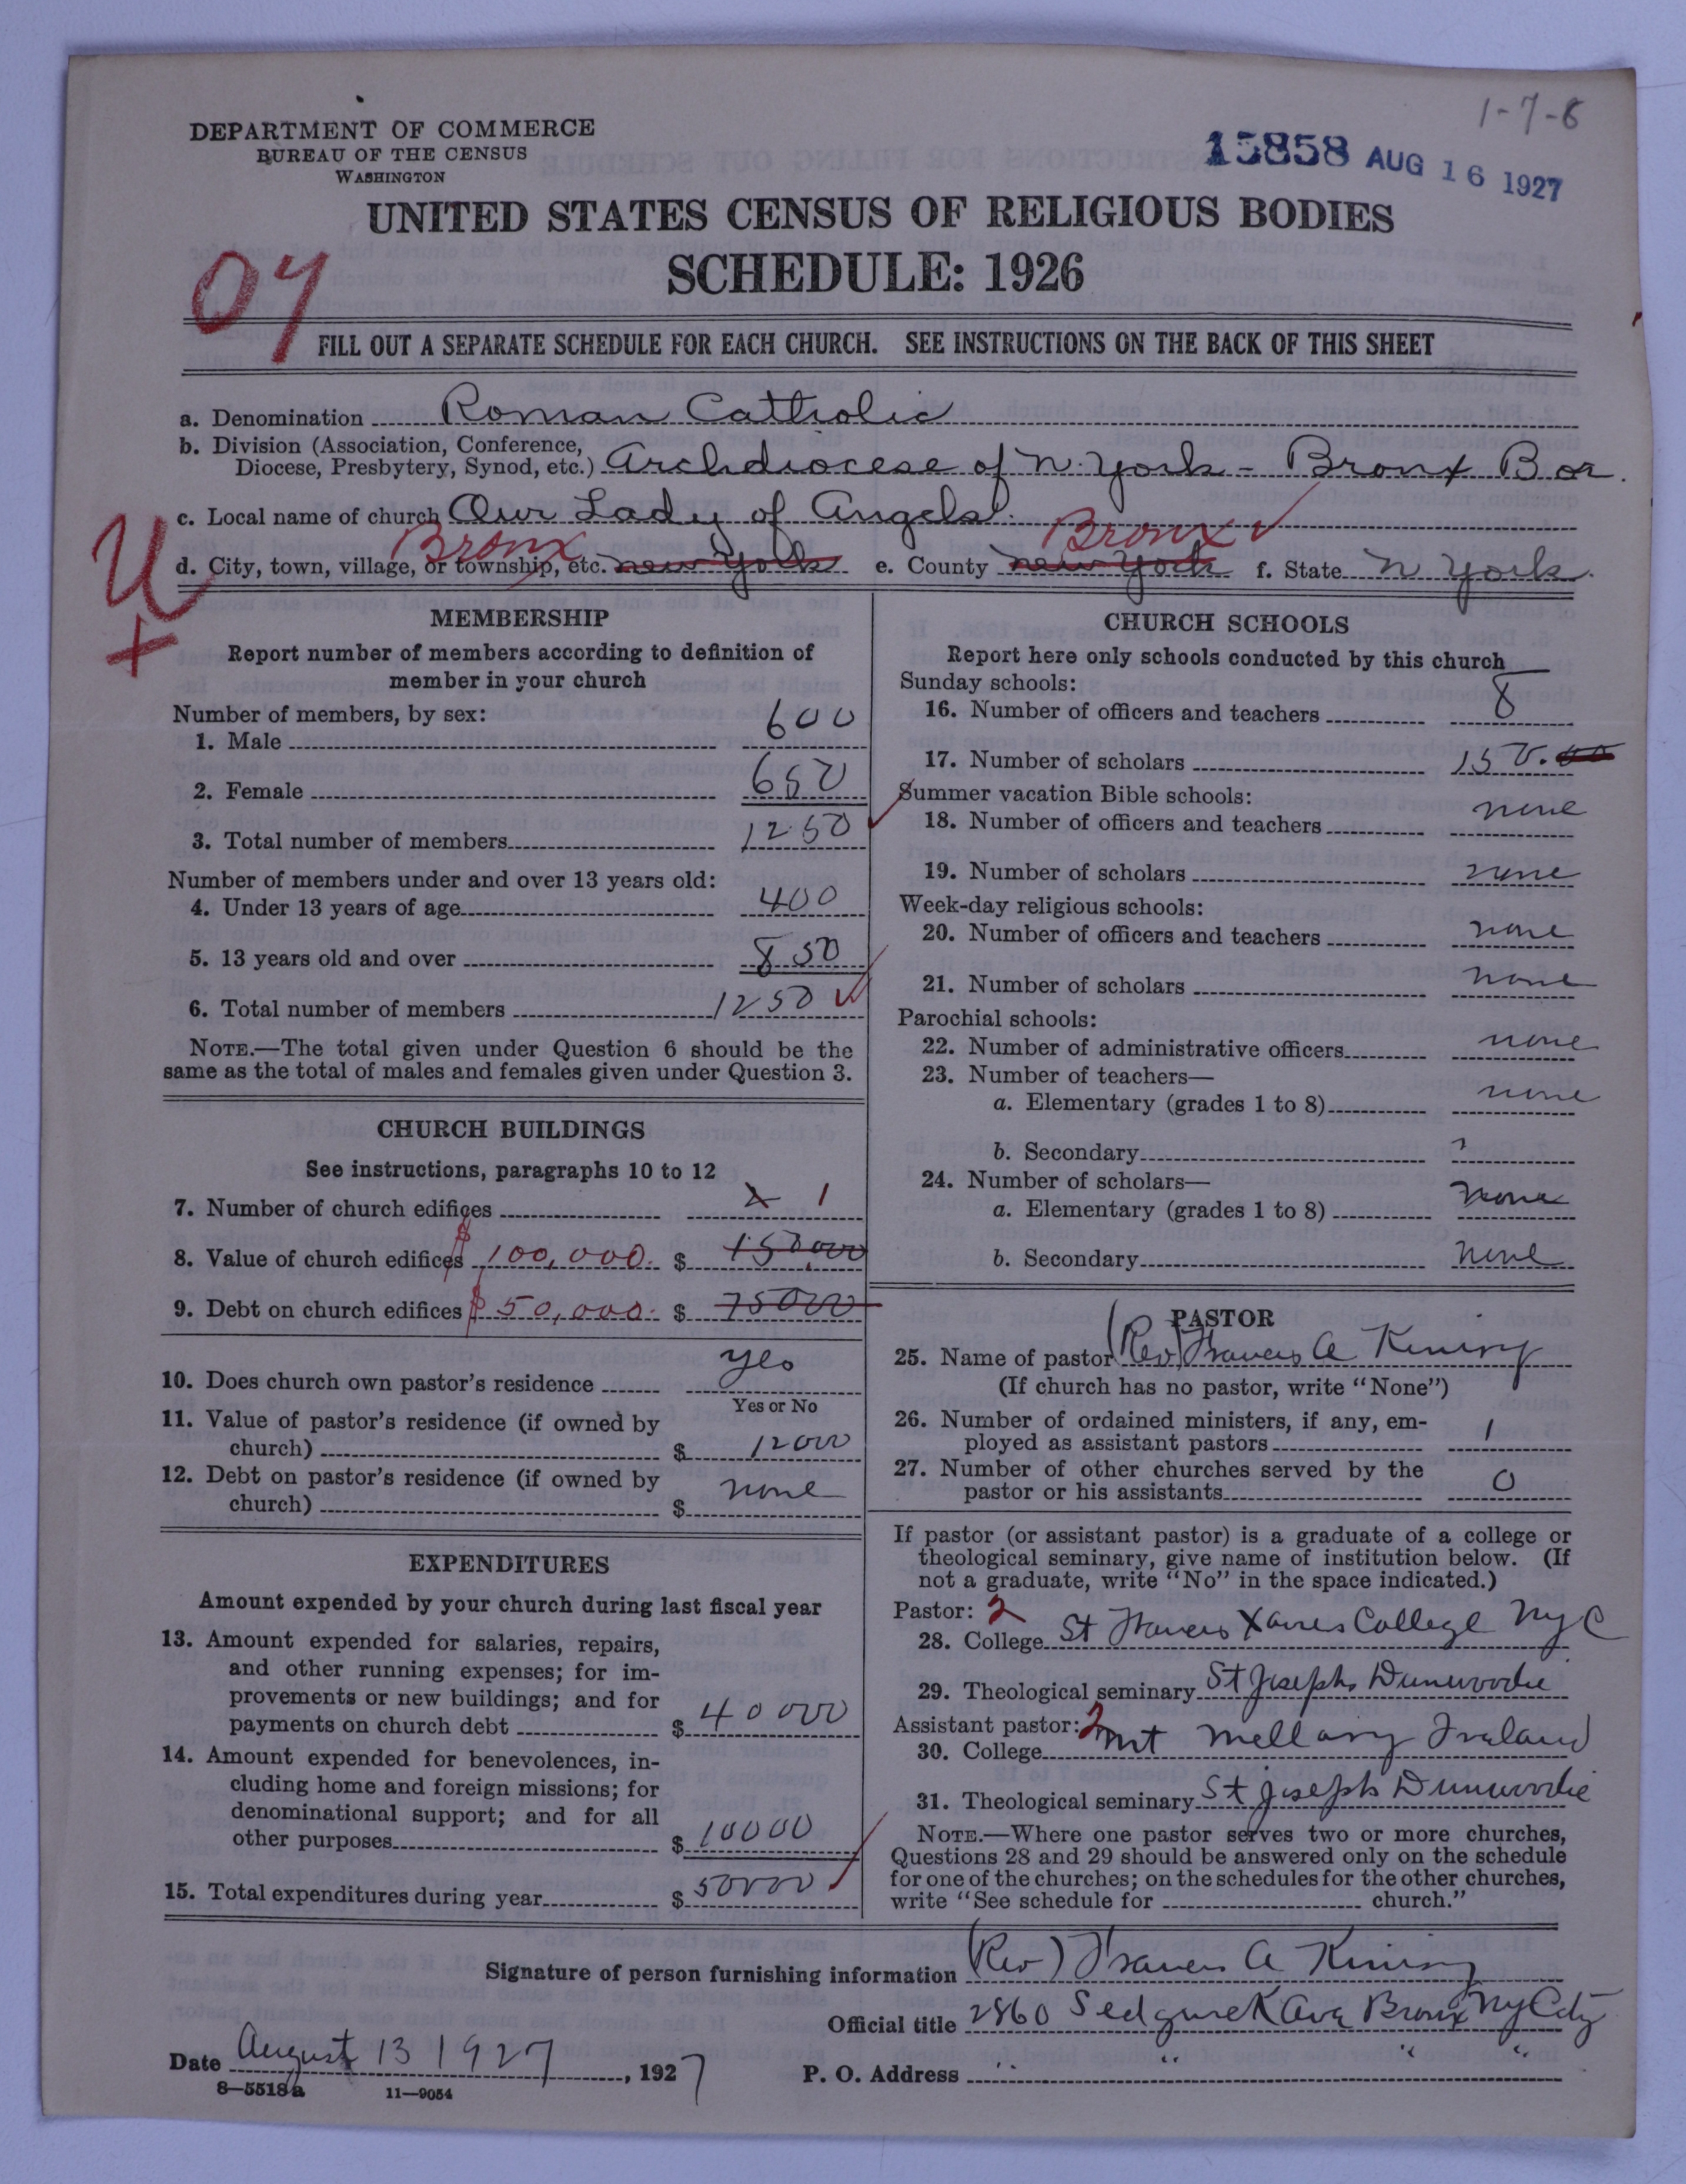 1-7-6
DEPARTMENT OF COMMERCE
BUREAU OF THE CENSUS
WASHINGTON
15858 AUG 16 1927
UNITED STATES CENSUS OF RELIGIOUS BODIES
SCHEDULE: 1926
FILL OUT A SEPARATE SCHEDULE FOR EACH CHURCH. SEE INSTRUCTIONS ON THE BACK OF THIS SHEET
a. Denomination Roman Catholic
b. Division (Association, Conference,
Diocese, Presbytery, Synod, etc.) Archdiocese of N. York - Bronx Bor.
c. Local name of church Our Lady of Angels.
Bronx Bronx ✓
U
+
d. City, town, village, or township, etc. New York e. County New York f. State N York.
MEMBERSHIP
Report number of members according to definition of
member in your church
Number of members, by sex:
1. Male 600
2. Female 650
3. Total number of members 1250
Number of members under and over 13 years old:
4. Under 13 years of age 400
5. 13 years old and over 850
6. Total number of members 1250 ✓
NOTE.—The total given under Question 6 should be the
same as the total of males and females given under Question 3.
CHURCH BUILDINGS
See instructions, paragraphs 10 to 12
7. Number of church edifices 1
8. Value of church edifices $100,000. $ 150,000
9. Debt on church edifices $50,000. $ 75000
10. Does church own pastor's residence yes
Yes or No
11. Value of pastor's residence (if owned by
church) $ 12000
12. Debt on pastor's residence (if owned by
church) $ none
EXPENDITURES
Amount expended by your church during last fiscal year
13. Amount expended for salaries, repairs,
and other running expenses; for im-
provements or new buildings; and for
payments on church debt $ 40000
14. Amount expended for benevolences, in-
cluding home and foreign missions; for
denominational support; and for all
other purposes $ 10000
15. Total expenditures during year $ 50000
CHURCH SCHOOLS
Report here only schools conducted by this church
Sunday schools:
16. Number of officers and teachers 8
17. Number of scholars 150.00
Summer vacation Bible schools:
18. Number of officers and teachers none
19. Number of scholars none
Week-day religious schools:
20. Number of officers and teachers none
21. Number of scholars none
Parochial schools:
22. Number of administrative officers none
23. Number of teachers—
a. Elementary (grades 1 to 8) none
b. Secondary
24. Number of scholars—
a. Elementary (grades 1 to 8) none
b. Secondary none
PASTOR
25. Name of pastor (Rev) Francis A
(If church has no pastor, write "None")
26. Number of ordained ministers, if any, em-
ployed as assistant pastors 1
27. Number of other churches served by the
pastor or his assistants 0
If pastor (or assistant pastor) is a graduate of a college or
theological seminary, give name of institution below. (If
not a graduate, write "No" in the space indicated.)
Pastor: 2
28. College St Francis Xavier College NYC
29. Theological seminary St Josephs Dunwoodie
Assistant pastor: 2
30. College Mt Mellary Ireland
31. Theological seminary St Josephs Dunwoodie
NOTE.—Where one pastor serves two or more churches,
Questions 28 and 29 should be answered only on the schedule
for one of the churches; on the schedules for the other churches,
write "See schedule for church."
Signature of person furnishing information (Rev) Francis A
Official title 2860 Sedgwick Ave Bronx NY City
Date August 13 1927, 1927 P. O. Address " " " "
8—5518a 11—9054